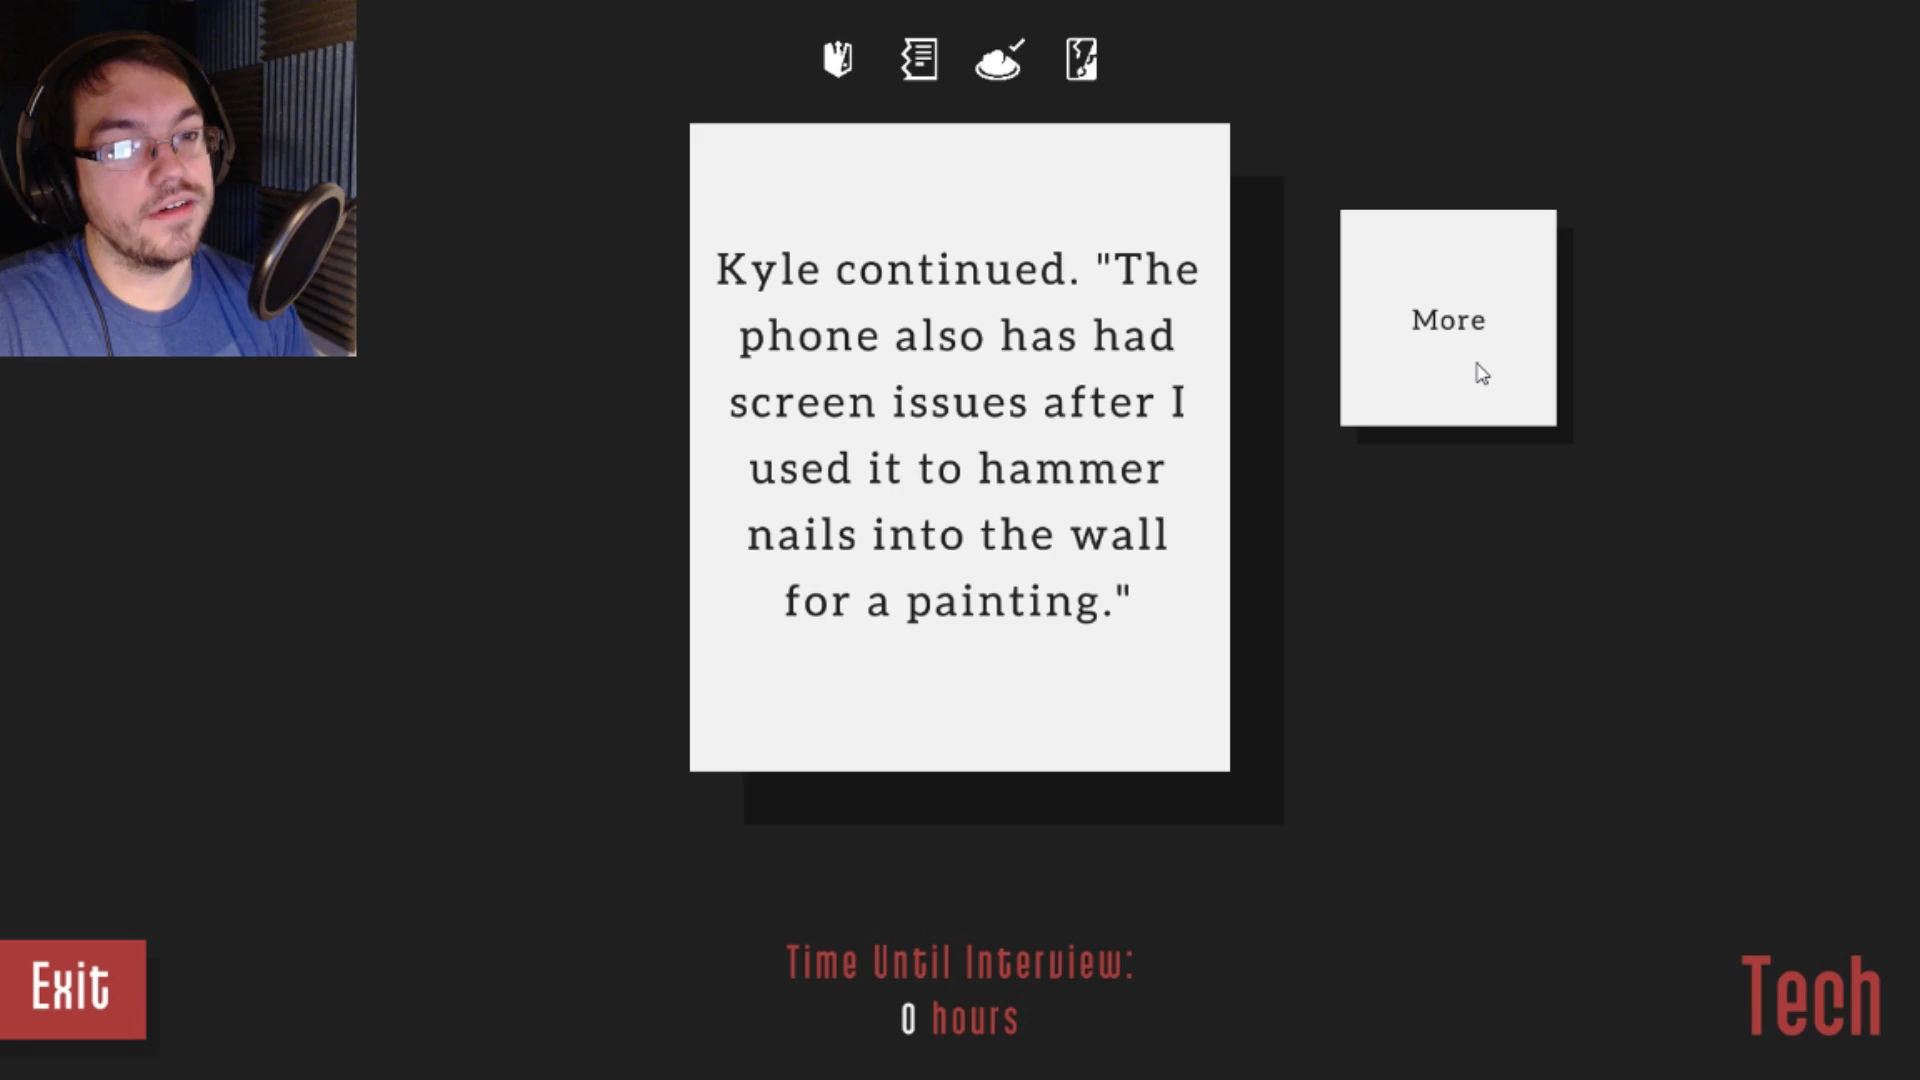 Kyle continued. "The
phone also has had
screen issues after I
used it to hammer
nails into the wall
for a painting."
More
Exit
Time Until Interview:
0 hours
Tech